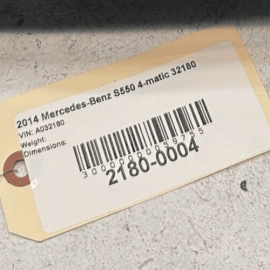 2014 Mercedes-Benz S550 4-matic 32180
VIN: A032180
Weight:
Dimensions:
2180-0004